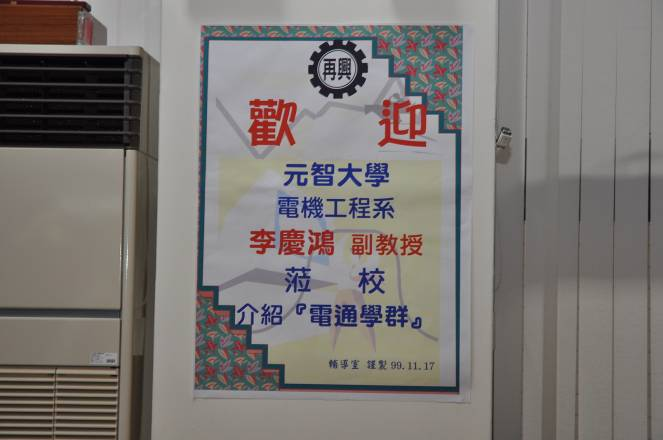 再興
歡迎
元智大學
電機工程系
李慶鴻 副教授
蒞校
介紹『電通學群』
輔導室 謹製 99.11.17